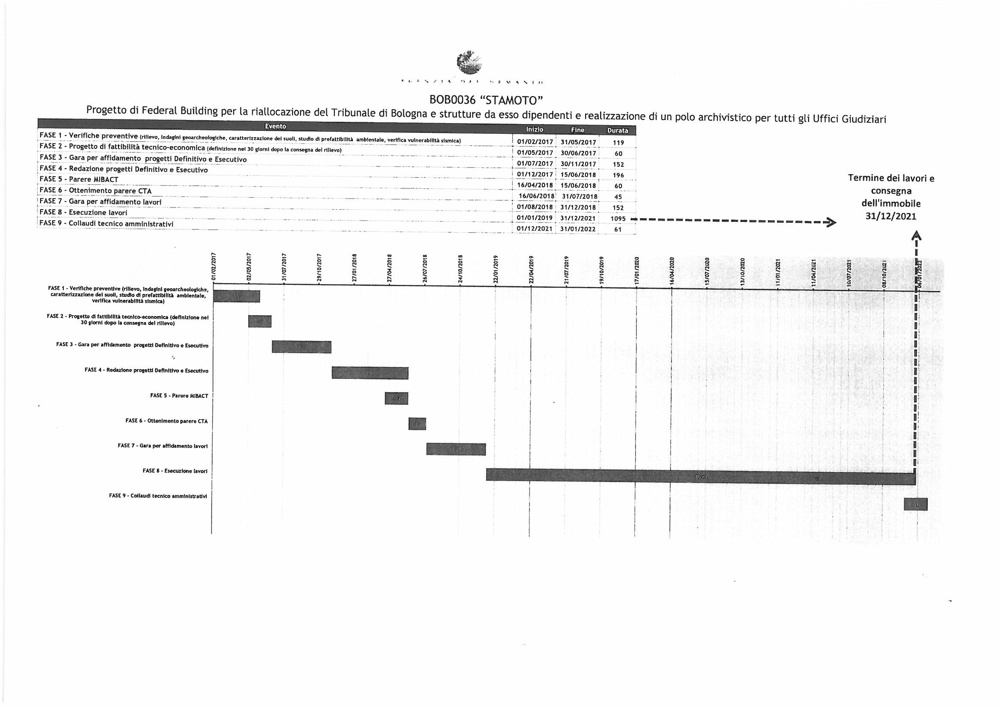 AGENZIA DEL DEMANIO
BOB0036 “STAMOTO”
Progetto di Federal Building per la riallocazione del Tribunale di Bologna e strutture da esso dipendenti e realizzazione di un polo archivistico per tutti gli Uffici Giudiziari
Evento Inizio Fine Durata
FASE 1 - Verifiche preventive (rilievo, indagini geoarcheologiche, caratterizzazione dei suoli, studio di prefattibilità ambientale, verifica vulnerabilità sismica) 01/02/2017 31/05/2017 119
FASE 2 - Progetto di fattibilità tecnico-economica (definizione nei 30 giorni dopo la consegna del rilievo) 01/05/2017 30/06/2017 60
FASE 3 - Gara per affidamento progetti Definitivo e Esecutivo 01/07/2017 30/11/2017 152
FASE 4 - Redazione progetti Definitivo e Esecutivo 01/12/2017 15/06/2018 196
FASE 5 - Parere MIBACT 16/04/2018 15/06/2018 60
FASE 6 - Ottenimento parere CTA 16/06/2018 31/07/2018 45
FASE 7 - Gara per affidamento lavori 01/08/2018 31/12/2018 152
FASE 8 - Esecuzione lavori 01/01/2019 31/12/2021 1095
FASE 9 - Collaudi tecnico amministrativi 01/12/2021 31/01/2022 61
Termine dei lavori e
consegna
dell'immobile
31/12/2021
01/02/2017 02/05/2017 31/07/2017 29/10/2017 27/01/2018 27/04/2018 26/07/2018 24/10/2018 22/01/2019 22/04/2019 21/07/2019 19/10/2019 17/01/2020 16/04/2020 15/07/2020 13/10/2020 11/01/2021 11/04/2021 10/07/2021 08/10/2021 06/01/2022
FASE 1 - Verifiche preventive (rilievo, indagini geoarcheologiche,
caratterizzazione dei suoli, studio di prefattibilità ambientale,
verifica vulnerabilità sismica)
FASE 2 - Progetto di fattibilità tecnico-economica (definizione nei
30 giorni dopo la consegna del rilievo)
FASE 3 - Gara per affidamento progetti Definitivo e Esecutivo
FASE 4 - Redazione progetti Definitivo e Esecutivo
FASE 5 - Parere MIBACT
FASE 6 - Ottenimento parere CTA
FASE 7 - Gara per affidamento lavori
FASE 8 - Esecuzione lavori
FASE 9 - Collaudi tecnico amministrativi